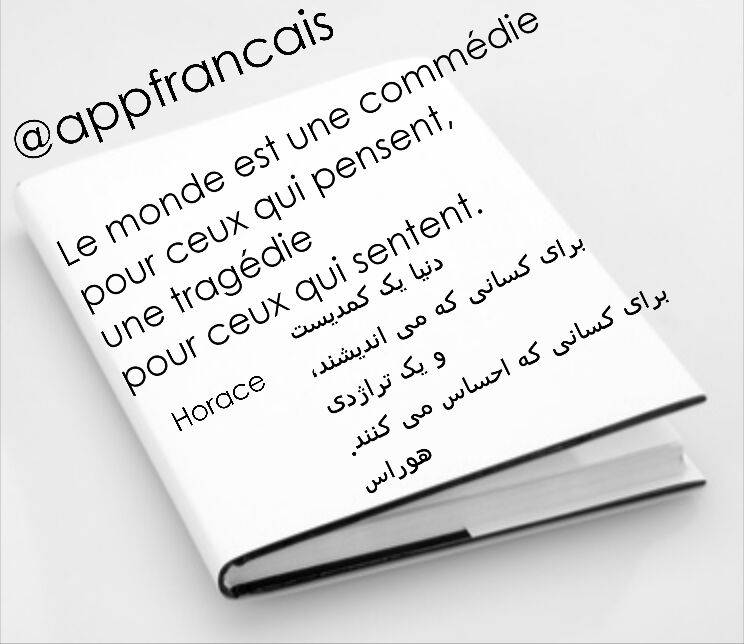 @appfrancais
Le monde est une commédie
pour ceux qui pensent,
une tragédie
pour ceux qui sentent.
Horace
دنیا یک کمدیست
برای کسانی که می اندیشند،
و یک تراژدی
برای کسانی که احساس می کنند.
هوراس